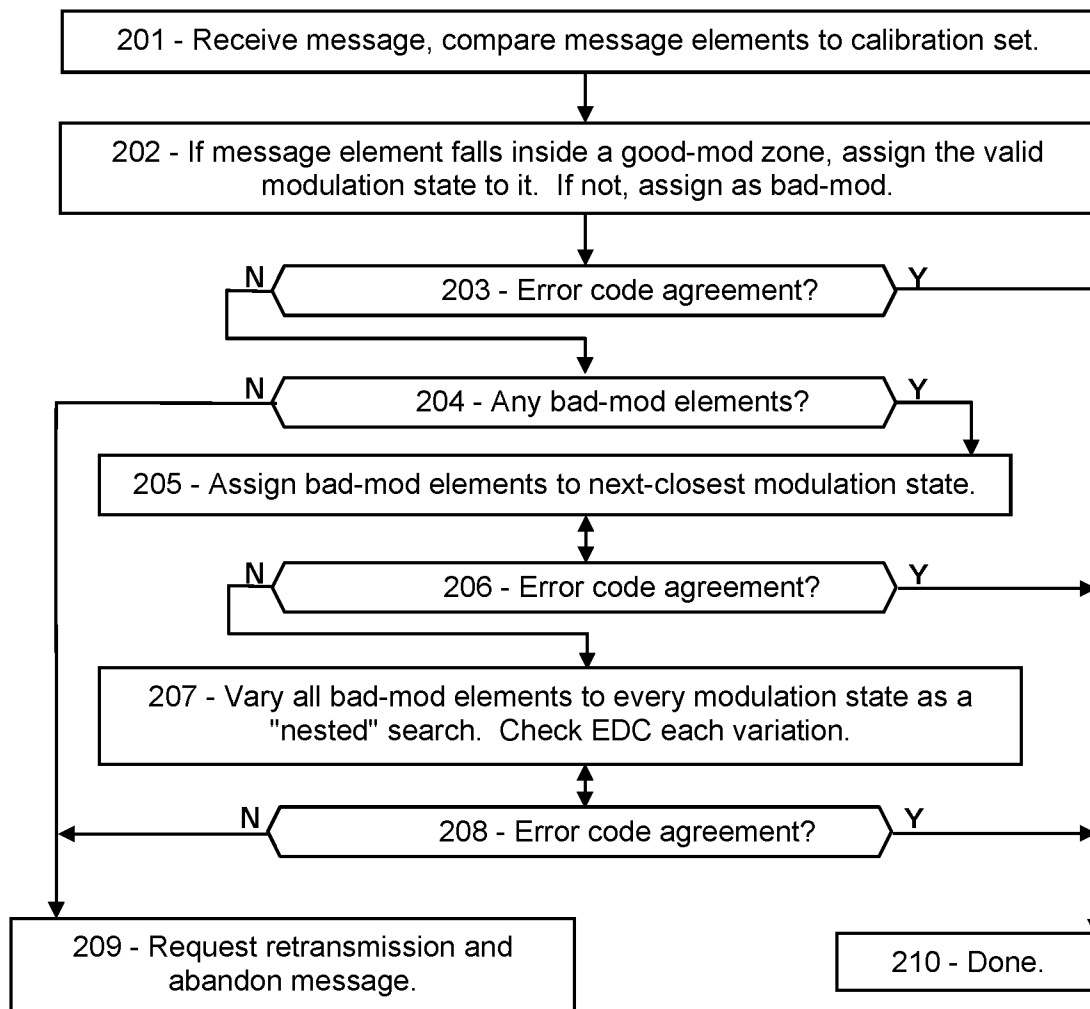 201 - Receive message, compare message elements to calibration set.
202 - If message element falls inside a good-mod zone, assign the valid
modulation state to it.  If not, assign as bad-mod.
N
203 - Error code agreement?
Y
N
204 - Any bad-mod elements?
Y
205 - Assign bad-mod elements to next-closest modulation state.
N
206 - Error code agreement?
Y
207 - Vary all bad-mod elements to every modulation state as a
"nested" search.  Check EDC each variation.
N
208 - Error code agreement?
Y
209 - Request retransmission and
abandon message.
210 - Done.